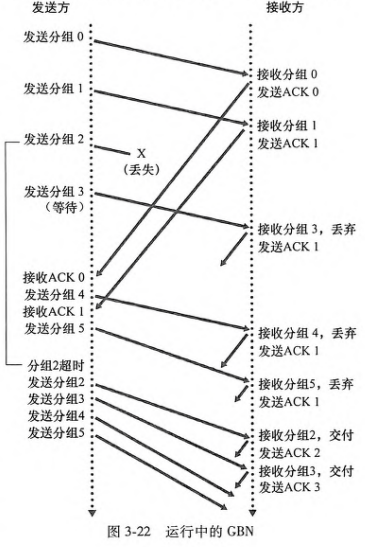 发送方
接收方
发送分组 0
接收分组 0
发送ACK 0
发送分组 1
接收分组 1
发送ACK 1
发送分组 2
X
(丢失)
发送分组 3
(等待)
接收分组 3，丢弃
发送ACK 1
接收ACK 0
发送分组 4
接收ACK 1
发送分组 5
接收分组 4，丢弃
发送ACK 1
分组2超时
发送分组2
发送分组3
发送分组4
发送分组5
接收分组5，丢弃
发送ACK 1
接收分组2，交付
发送ACK 2
接收分组3，交付
发送ACK 3
图 3-22 运行中的 GBN